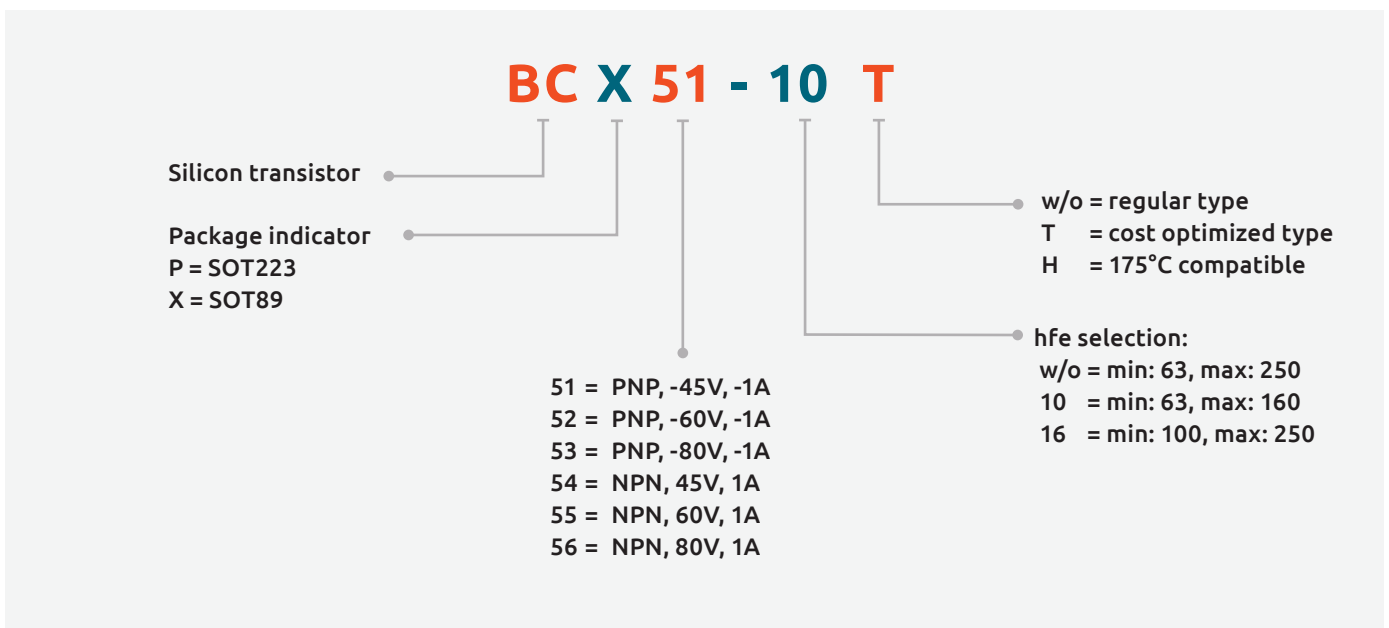 BC X 51 - 10 T
Silicon transistor
Package indicator
P = SOT223
X = SOT89
51 = PNP, -45V, -1A
52 = PNP, -60V, -1A
53 = PNP, -80V, -1A
54 = NPN, 45V, 1A
55 = NPN, 60V, 1A
56 = NPN, 80V, 1A
w/o = regular type
T = cost optimized type
H = 175°C compatible
hfe selection:
w/o = min: 63, max: 250
10 = min: 63, max: 160
16 = min: 100, max: 250